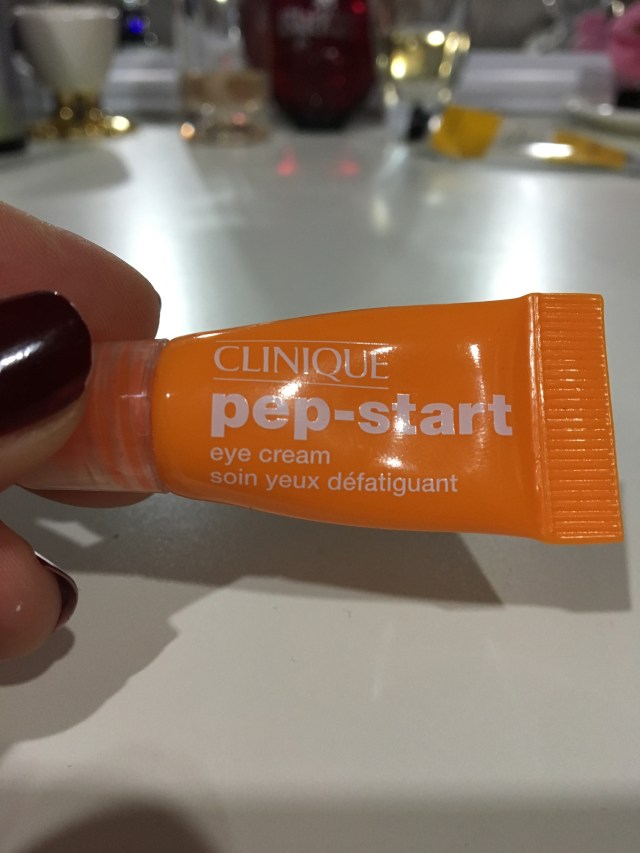 CLINIQUE
pep-start
eye cream
soin yeux défatiguant